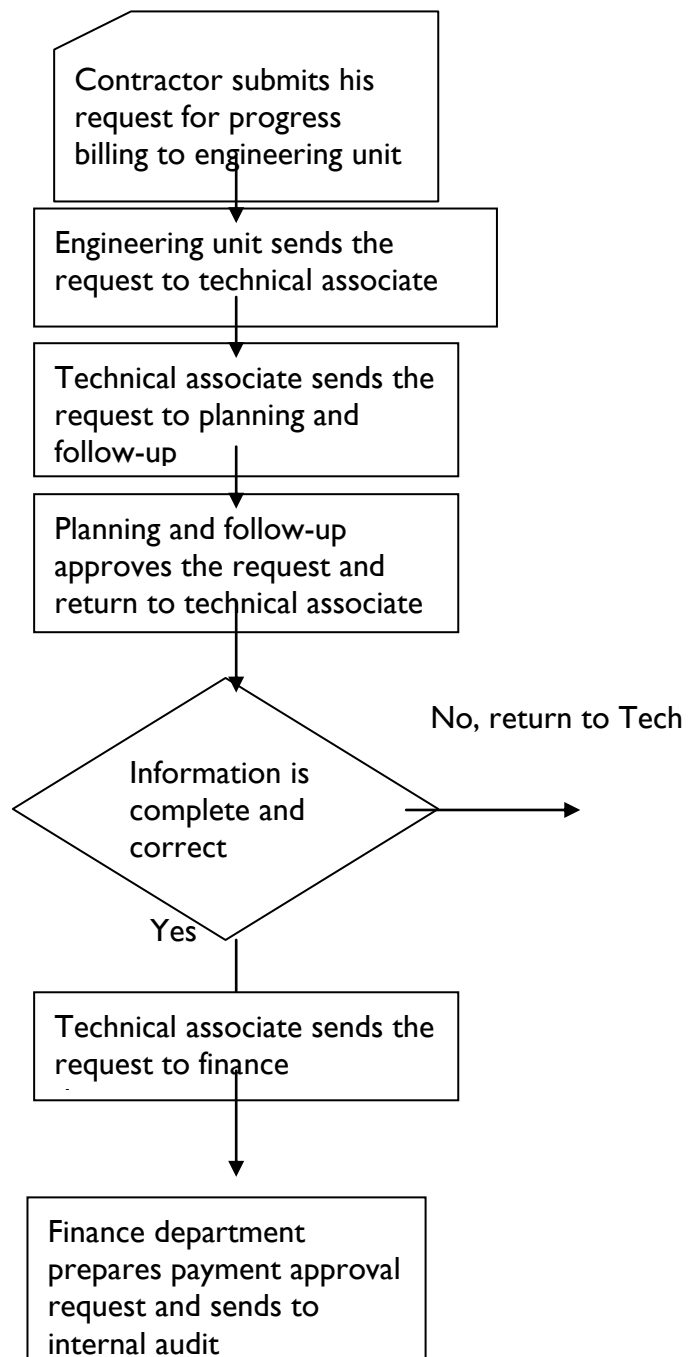 Contractor submits his
request for progress
billing to engineering unit
Engineering unit sends the
request to technical associate
Technical associate sends the
request to planning and
follow-up
Planning and follow-up
approves the request and
return to technical associate
No, return to Tech
Information is
complete and
correct
Yes
Technical associate sends the
request to finance
Finance department
prepares payment approval
request and sends to
internal audit